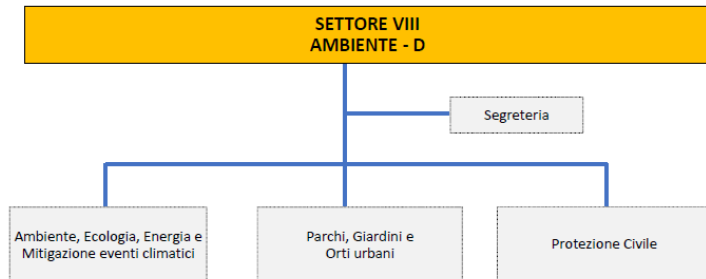 SETTORE VIII
AMBIENTE - D
Segreteria
Ambiente, Ecologia, Energia e
Mitigazione eventi climatici
Parchi, Giardini e
Orti urbani
Protezione Civile